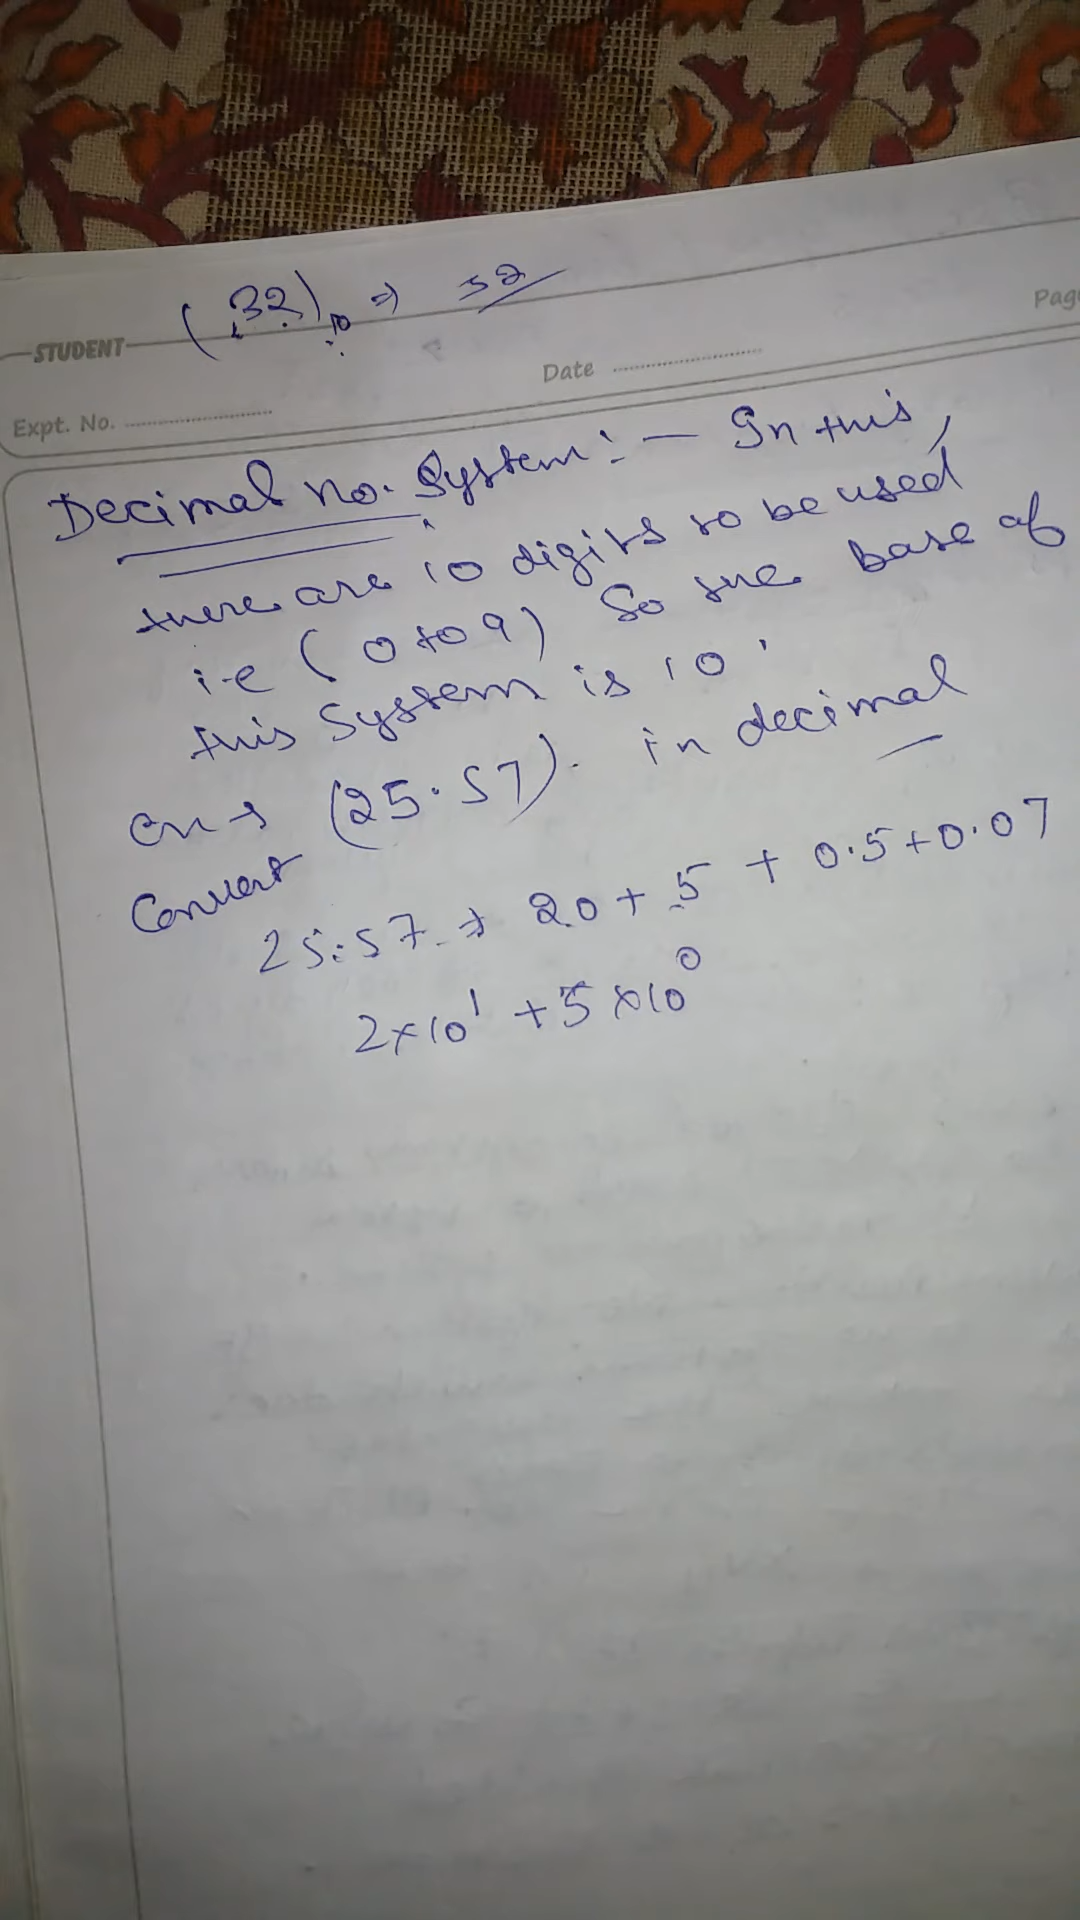 (32)10 ⇒ 32
STUDENT
Page
Date
Expt. No.
Decimal no. System:- In this,
there are 10 digits to be used
i.e ( 0 to 9) So the base of
this System is 10.
(25.57). in decimal
Convert
25.57 → 20 + 5 + 0.5 + 0.07
2×10¹ + 5×10⁰